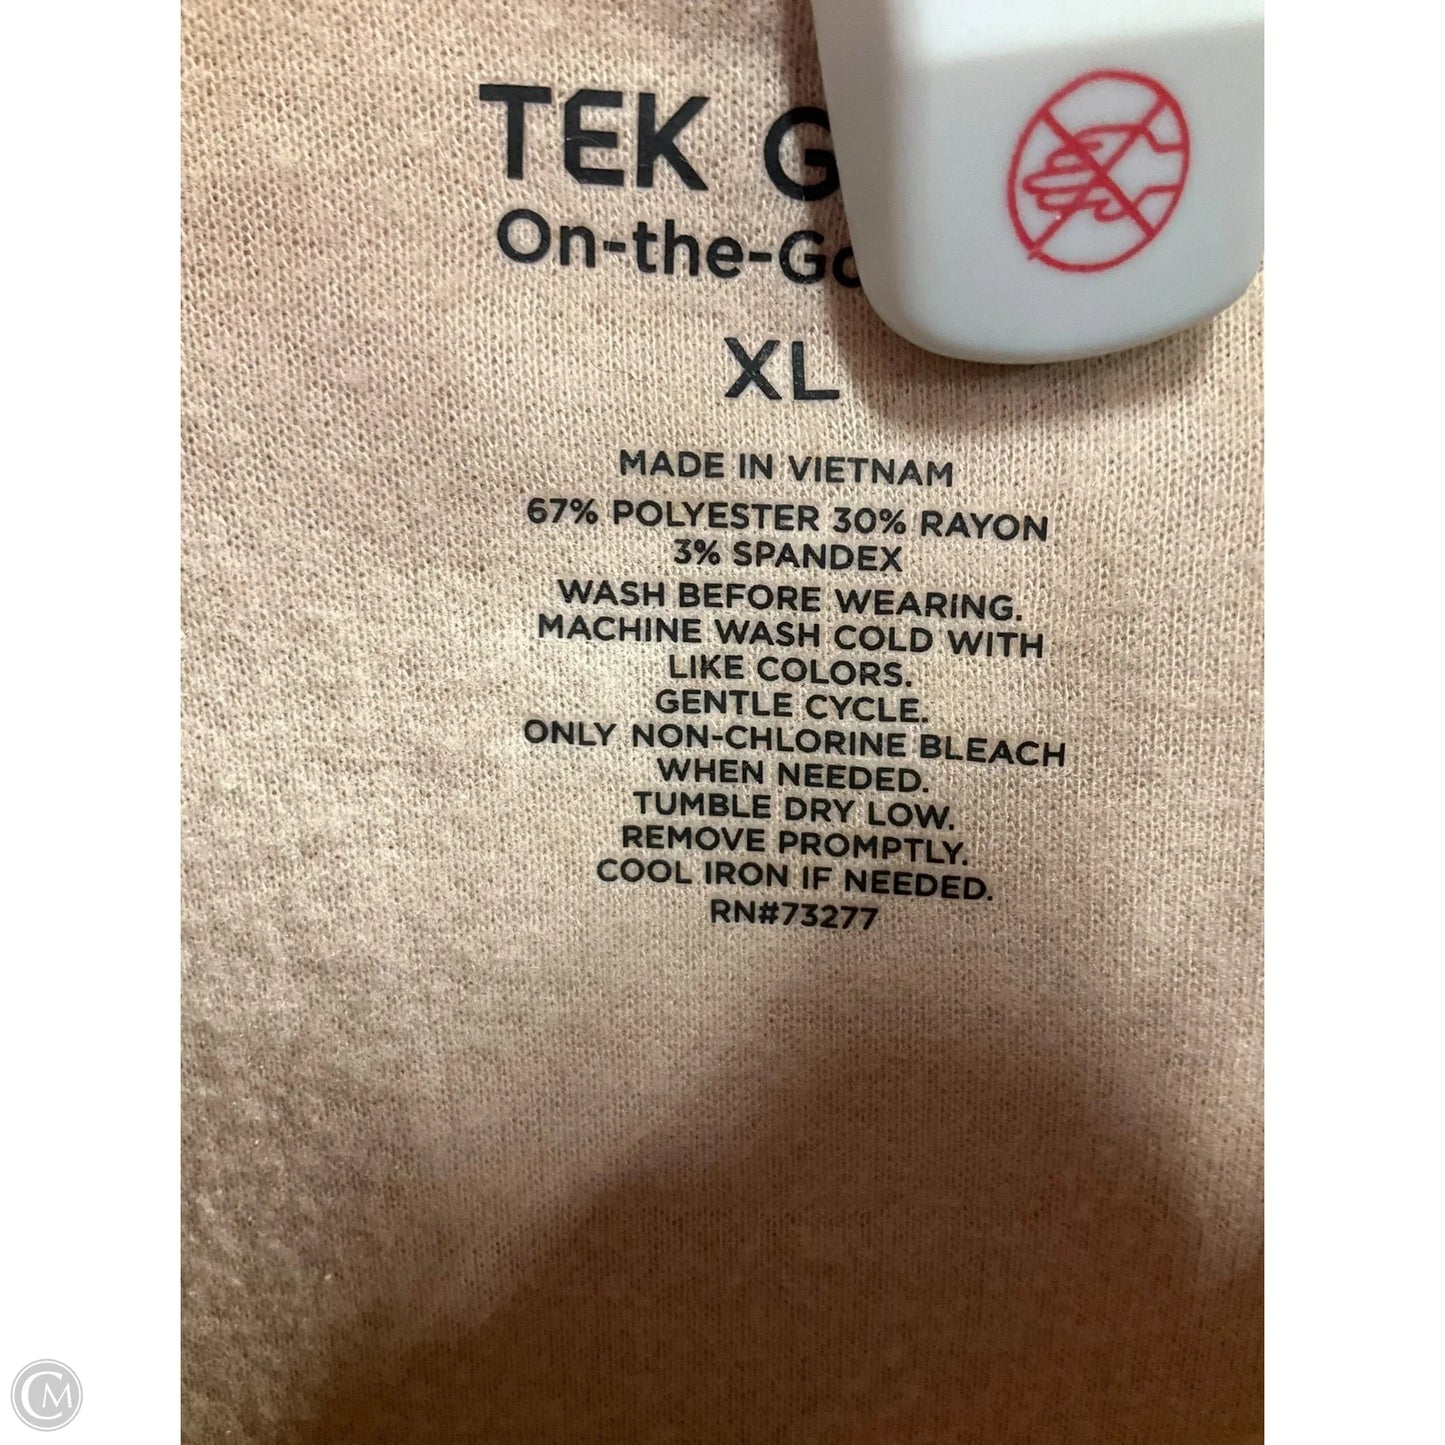 TEK G
On-the-Go
XL
MADE IN VIETNAM
67% POLYESTER 30% RAYON
3% SPANDEX
WASH BEFORE WEARING.
MACHINE WASH COLD WITH
LIKE COLORS.
GENTLE CYCLE.
ONLY NON-CHLORINE BLEACH
WHEN NEEDED.
TUMBLE DRY LOW.
REMOVE PROMPTLY.
COOL IRON IF NEEDED.
RN#73277
CM